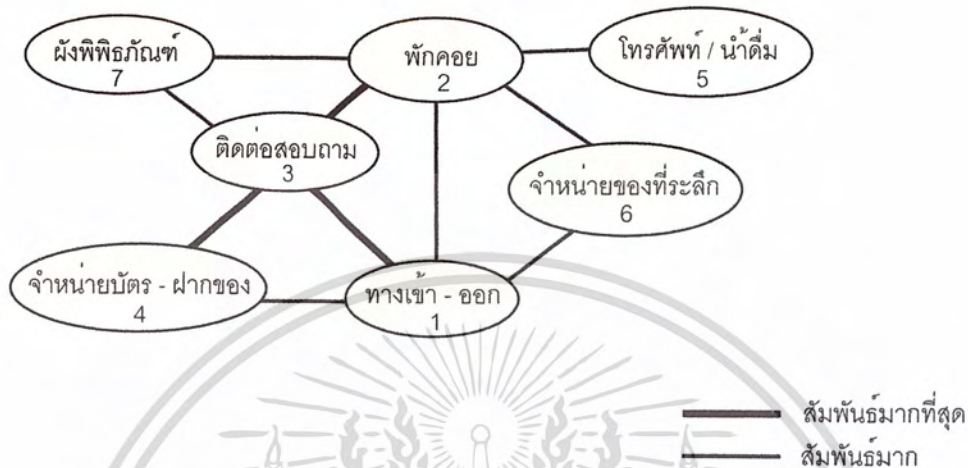 ผังพิพิธภัณฑ์
7
พักคอย
2
โทรศัพท์ / น้ำดื่ม
5
ติดต่อสอบถาม
3
จำหน่ายของที่ระลึก
6
จำหน่ายบัตร - ฝากของ
4
ทางเข้า - ออก
1
สัมพันธ์มากที่สุด
สัมพันธ์มาก